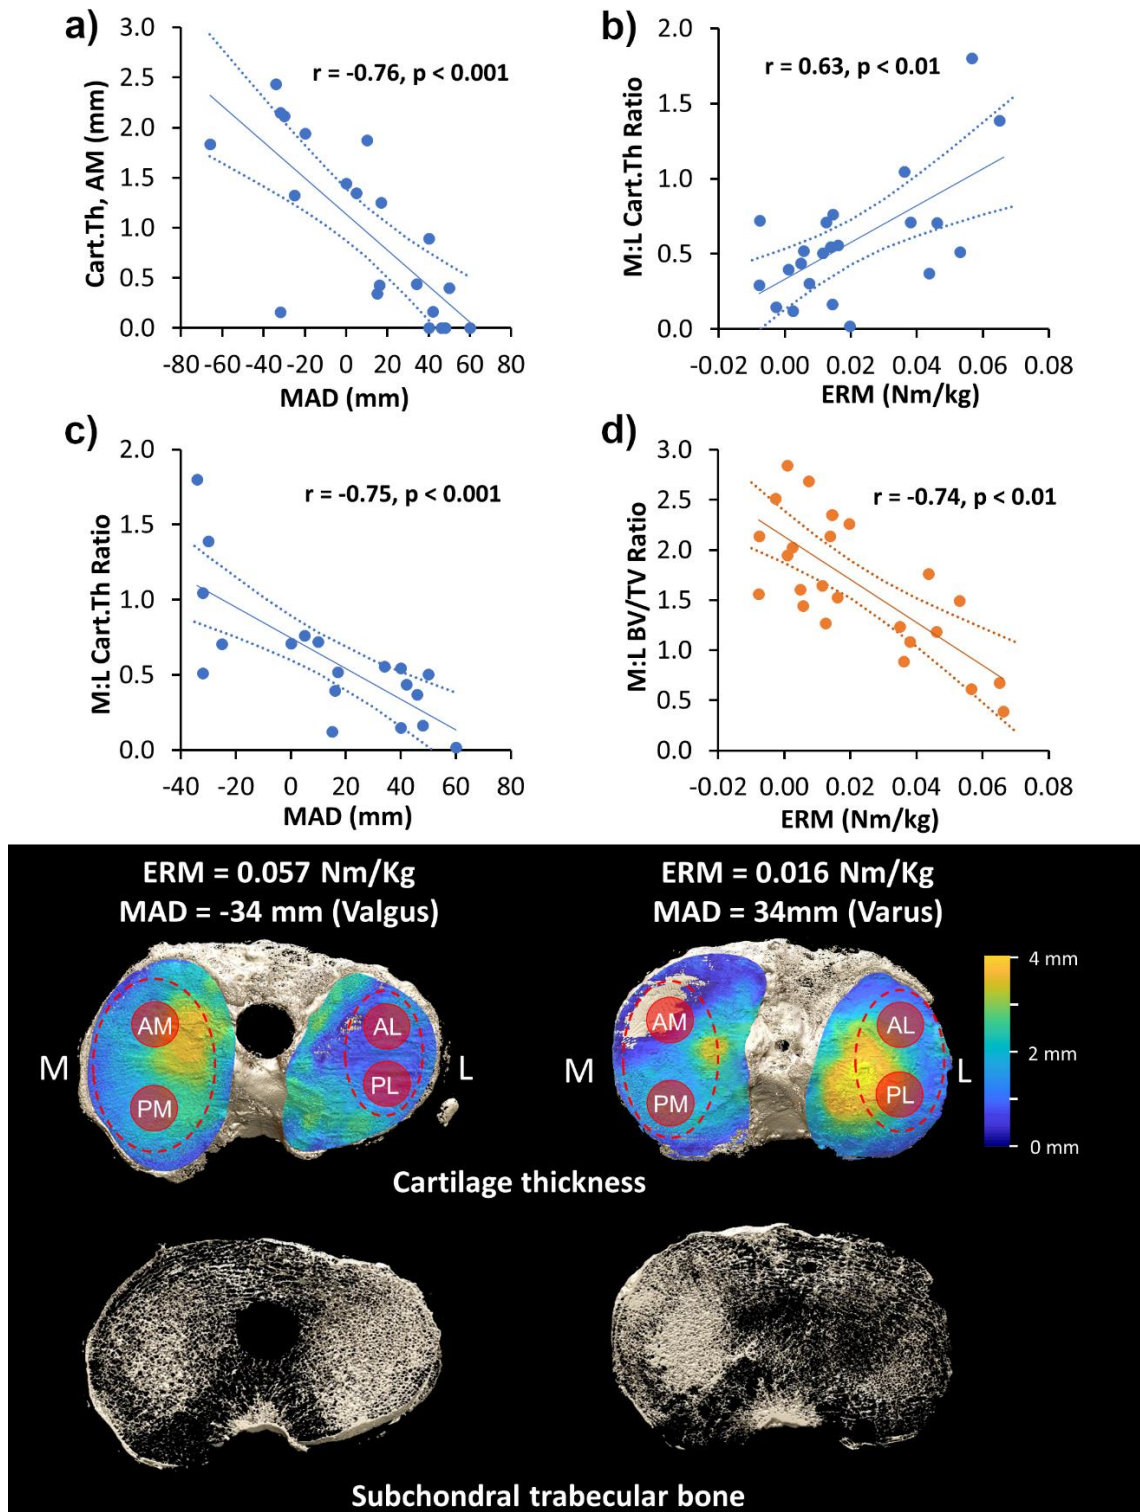 a)
3.0
2.5
2.0
1.5
1.0
0.5
0.0
Cart.Th, AM (mm)
r = -0.76, p < 0.001
-80 -60 -40 -20 0 20 40 60 80
MAD (mm)
b)
2.0
1.5
1.0
0.5
0.0
M:L Cart.Th Ratio
r = 0.63, p < 0.01
-0.02 0.00 0.02 0.04 0.06 0.08
ERM (Nm/kg)
c)
2.0
1.5
1.0
0.5
0.0
M:L Cart.Th Ratio
r = -0.75, p < 0.001
-40 -20 0 20 40 60 80
MAD (mm)
d)
3.0
2.5
2.0
1.5
1.0
0.5
0.0
M:L BV/TV Ratio
r = -0.74, p < 0.01
-0.02 0.00 0.02 0.04 0.06 0.08
ERM (Nm/kg)
ERM = 0.057 Nm/Kg
MAD = -34 mm (Valgus)
ERM = 0.016 Nm/Kg
MAD = 34mm (Varus)
AM AL
M L
PM PL
AM AL
M L
PM PL
4 mm
2 mm
0 mm
Cartilage thickness
Subchondral trabecular bone